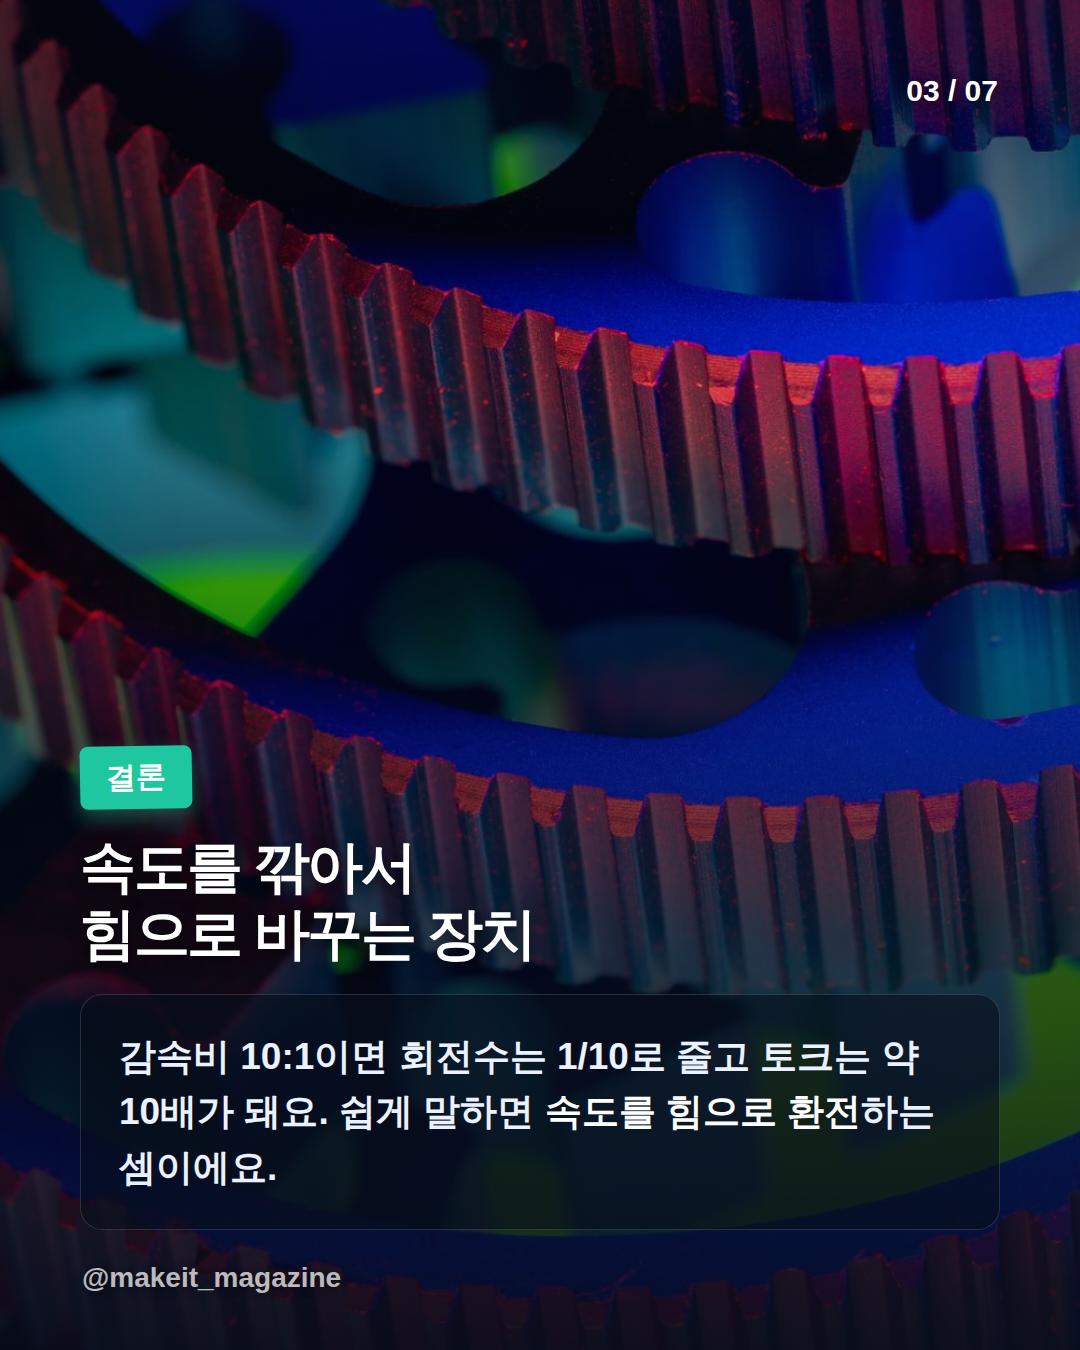 03 / 07
결론
속도를 깎아서
힘으로 바꾸는 장치
감속비 10:1이면 회전수는 1/10로 줄고 토크는 약
10배가 돼요. 쉽게 말하면 속도를 힘으로 환전하는
셈이에요.
@makeit_magazine